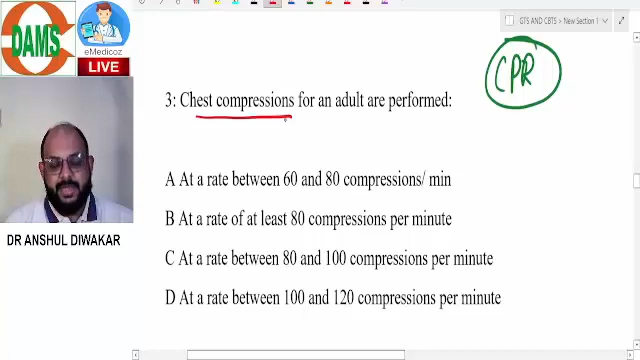 DAMS
eMedicoz
LIVE
GTS AND CBTS
> New Section 1
CPR
3: Chest compressions for an adult are performed:
A At a rate between 60 and 80 compressions/ min
B At a rate of at least 80 compressions per minute
C At a rate between 80 and 100 compressions per minute
D At a rate between 100 and 120 compressions per minute
DR ANSHUL DIWAKAR